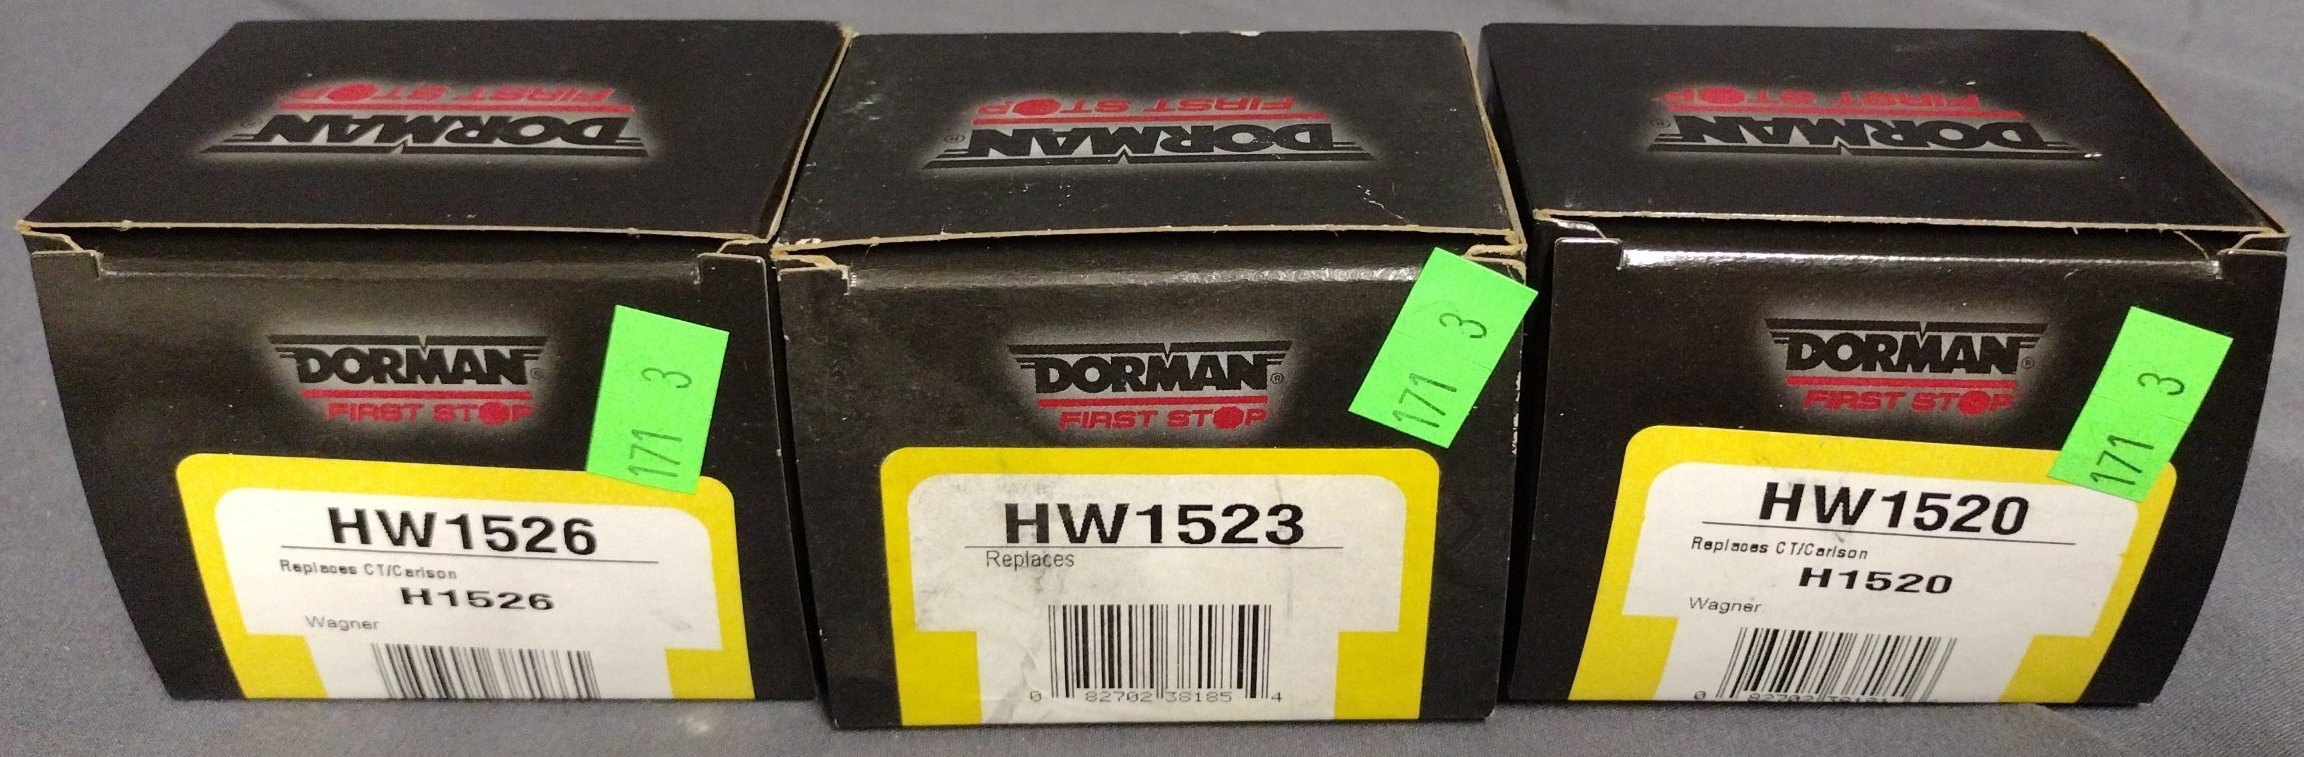 FIRST STOP
DORMAN®
DORMAN®
FIRST STOP
171 3
HW1526
Replaces CT/Carlson
H1526
Wagner
FIRST STOP
DORMAN®
DORMAN®
FIRST STOP
171 3
HW1523
Replaces
0 82702 38185 4
FIRST STOP
DORMAN®
DORMAN®
FIRST STOP
171 3
HW1520
Replaces CT/Carlson
H1520
Wagner
0